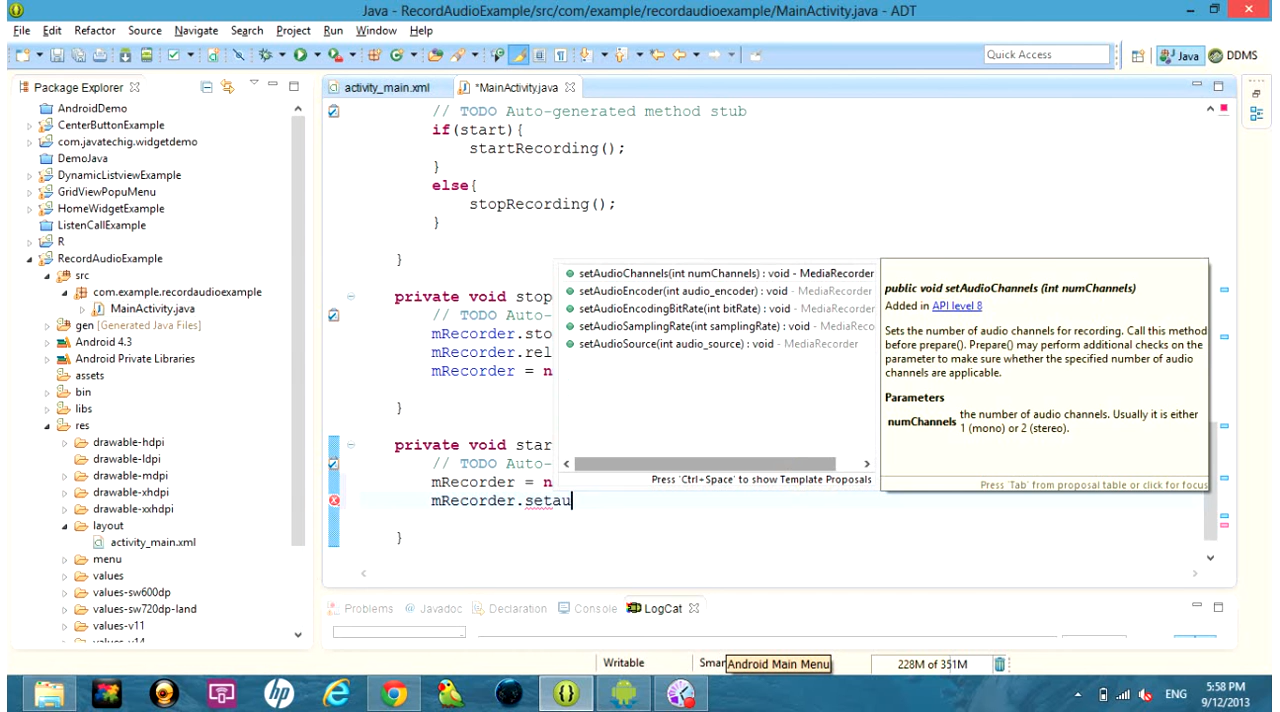 Java - RecordAudioExample/src/com/example/recordaudioexample/MainActivity.java - ADT
File Edit Refactor Source Navigate Search Project Run Window Help
Quick Access
Java
DDMS
Package Explorer
AndroidDemo
CenterButtonExample
com.javatechig.widgetdemo
DemoJava
DynamicListviewExample
GridViewPopuMenu
HomeWidgetExample
ListenCallExample
R
RecordAudioExample
src
com.example.recordaudioexample
MainActivity.java
gen [Generated Java Files]
Android 4.3
Android Private Libraries
assets
bin
libs
res
drawable-hdpi
drawable-ldpi
drawable-mdpi
drawable-xhdpi
drawable-xxhdpi
layout
activity_main.xml
menu
values
values-sw600dp
values-sw720dp-land
values-v11
values-v14
activity_main.xml
*MainActivity.java
// TODO Auto-generated method stub
if(start){
startRecording();
}
else{
stopRecording();
}
}
private void stop
// TODO Auto-
mRecorder.sto
mRecorder.rel
mRecorder = n
}
private void star
// TODO Auto-
mRecorder = n
mRecorder.setau
}
setAudioChannels(int numChannels) : void - MediaRecorder
setAudioEncoder(int audio_encoder) : void - MediaRecorder
setAudioEncodingBitRate(int bitRate) : void - MediaRecorder
setAudioSamplingRate(int samplingRate) : void - MediaReco
setAudioSource(int audio_source) : void - MediaRecorder
Press 'Ctrl+Space' to show Template Proposals
public void setAudioChannels (int numChannels)
Added in API level 8
Sets the number of audio channels for recording. Call this method
before prepare(). Prepare() may perform additional checks on the
parameter to make sure whether the specified number of audio
channels are applicable.
Parameters
numChannels the number of audio channels. Usually it is either
1 (mono) or 2 (stereo).
Press 'Tab' from proposal table or click for focus
Problems
Javadoc
Declaration
Console
LogCat
Writable
Smar
Android Main Menu
228M of 351M
ENG
5:58 PM
9/12/2013